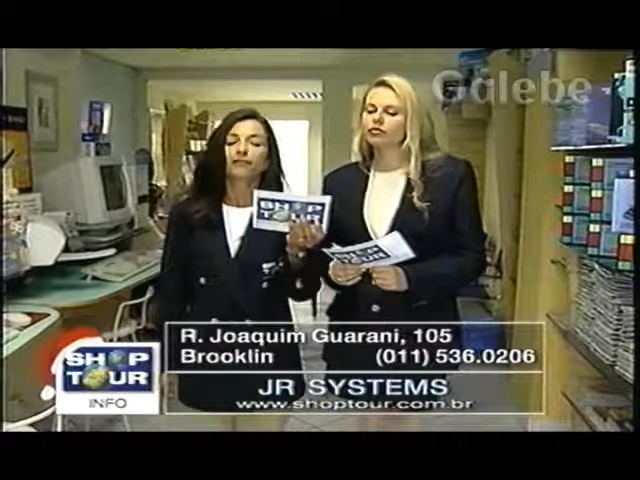 Galebe
SHOP
TOUR
SHOP
TOUR
R. Joaquim Guarani, 105
Brooklin (011) 536.0206
SHOP
TOUR
INFO
JR SYSTEMS
www.shoptour.com.br